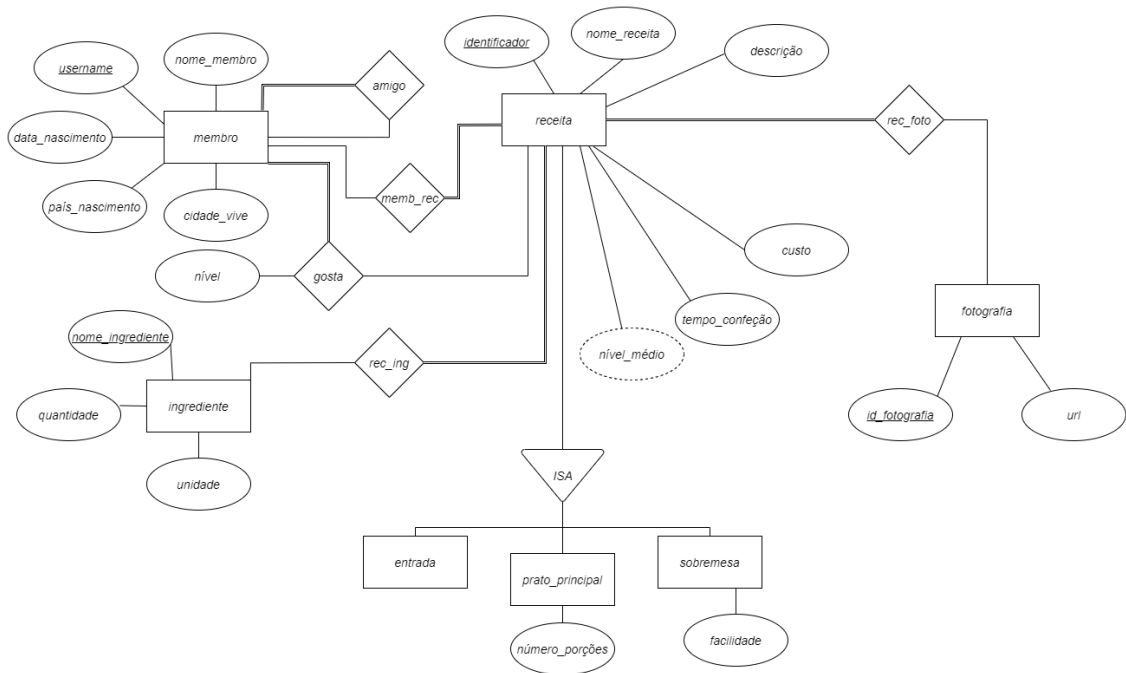 identificador
nome_receita
descrição
nome_membro
username
amigo
data_nascimento
membro
receita
rec_foto
país_nascimento
cidade_vive
memb_rec
custo
nível
gosta
tempo_confeção
fotografia
nome_ingrediente
nível_médio
rec_ing
quantidade
ingrediente
id_fotografia
url
unidade
ISA
entrada
prato_principal
sobremesa
número_porções
facilidade